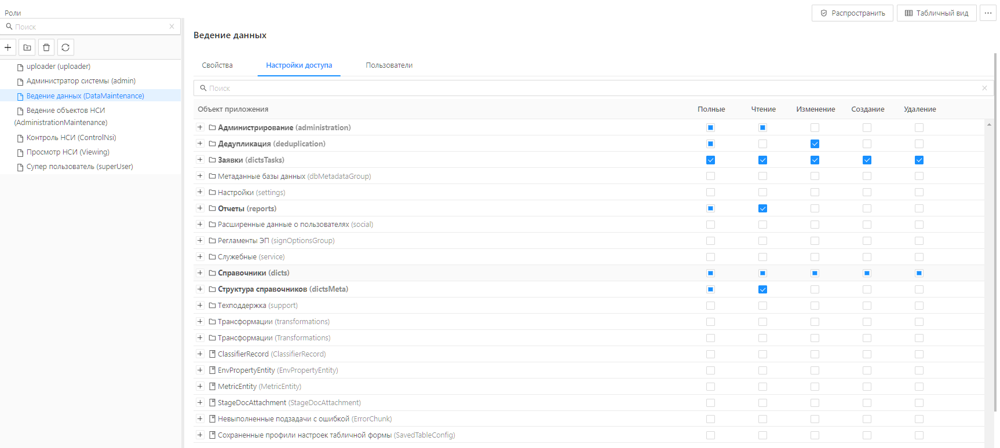 Роли
Распространить
Табличный вид
Поиск
Ведение данных
uploader (uploader)
Администратор системы (admin)
Ведение данных (DataMaintenance)
Ведение объектов НСИ
(AdministrationMaintenance)
Контроль НСИ (ControlNsi)
Просмотр НСИ (Viewing)
Супер пользователь (superUser)
Свойства Настройки доступа Пользователи
Поиск
Объект приложения Полные Чтение Изменение Создание Удаление
Администрирование (administration)
Дедупликация (deduplication)
Заявки (dictsTasks)
Метаданные базы данных (dbMetadataGroup)
Настройки (settings)
Отчеты (reports)
Расширенные данные о пользователях (social)
Регламенты ЭП (signOptionsGroup)
Служебные (service)
Справочники (dicts)
Структура справочников (dictsMeta)
Техподдержка (support)
Трансформации (transformations)
Трансформации (Transformations)
ClassifierRecord (ClassifierRecord)
EnvPropertyEntity (EnvPropertyEntity)
MetricEntity (MetricEntity)
StageDocAttachment (StageDocAttachment)
Невыполненные подзадачи с ошибкой (ErrorChunk)
Сохраненные профили настроек табличной формы (SavedTableConfig)